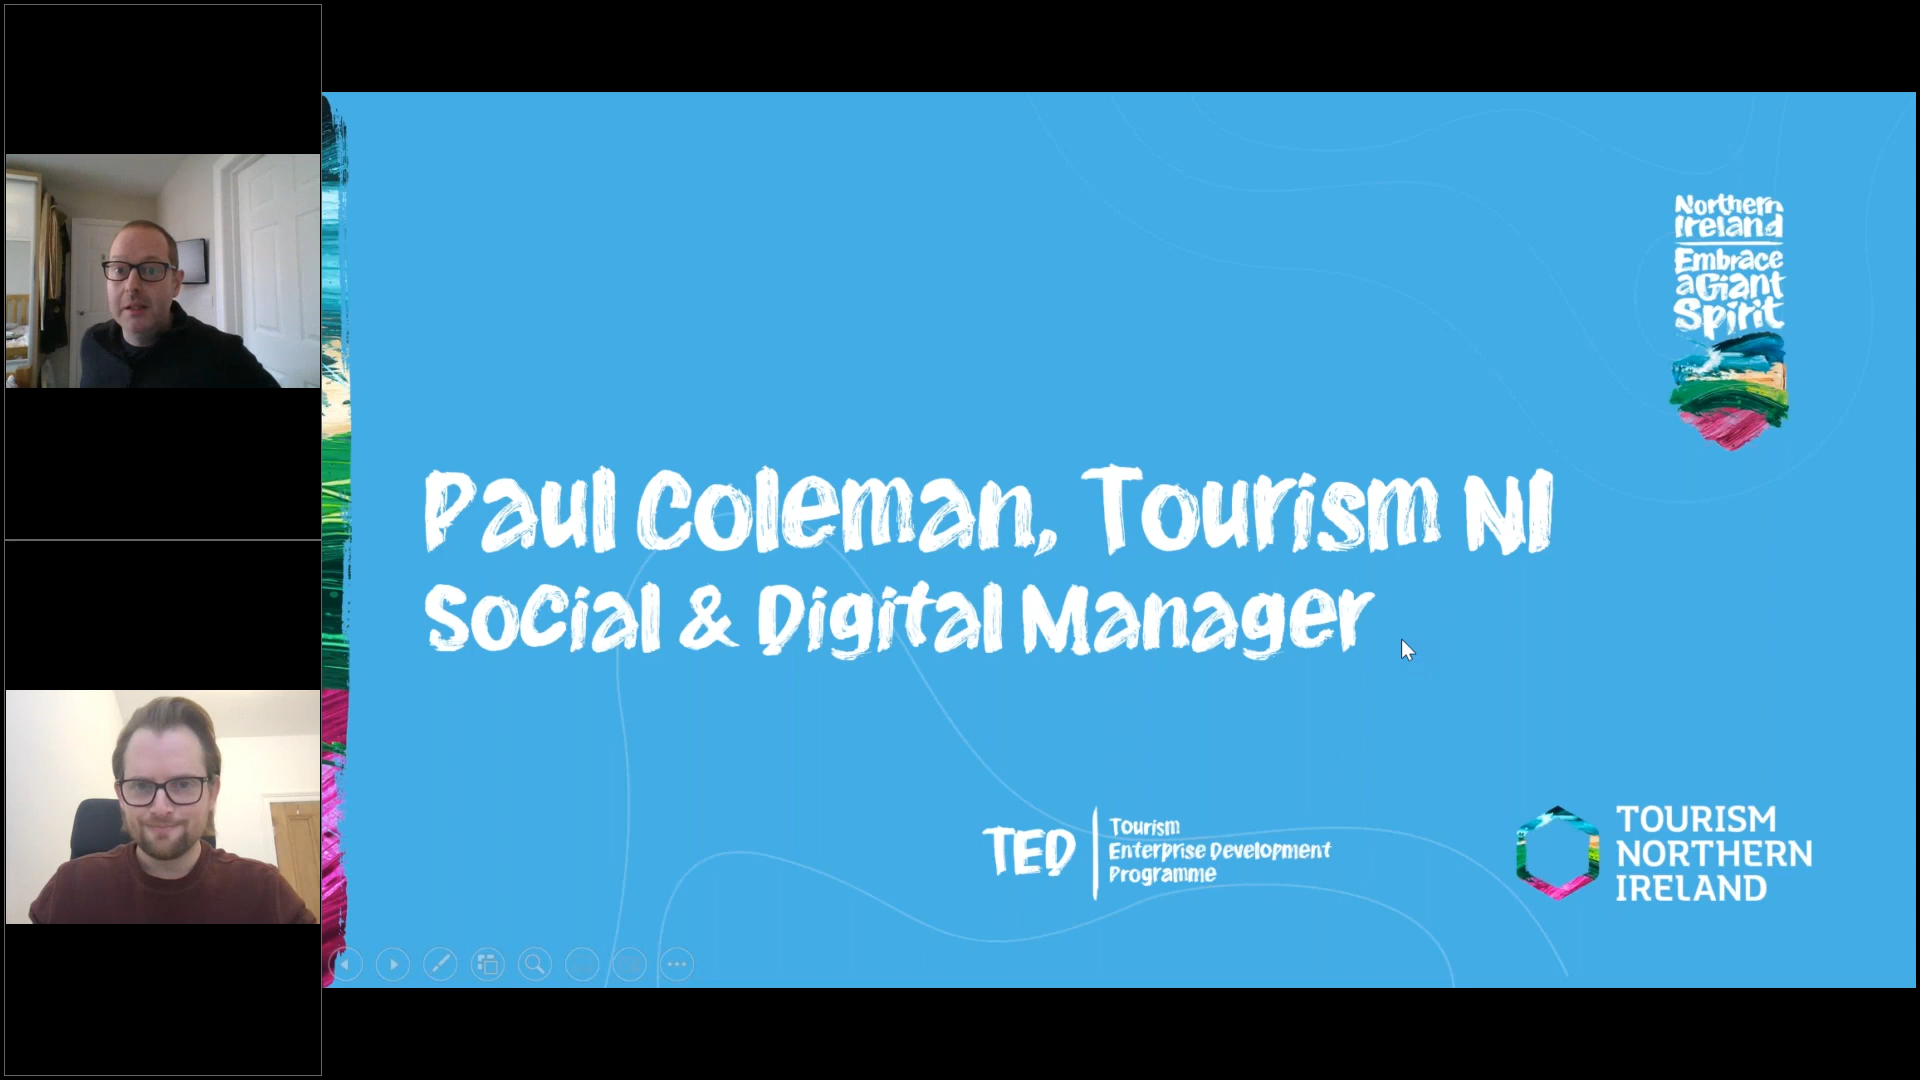 Northern
Ireland
Embrace
a Giant
Spirit
Paul Coleman, Tourism NI
Social & Digital Manager
TED
Tourism
Enterprise Development
Programme
TOURISM
NORTHERN
IRELAND